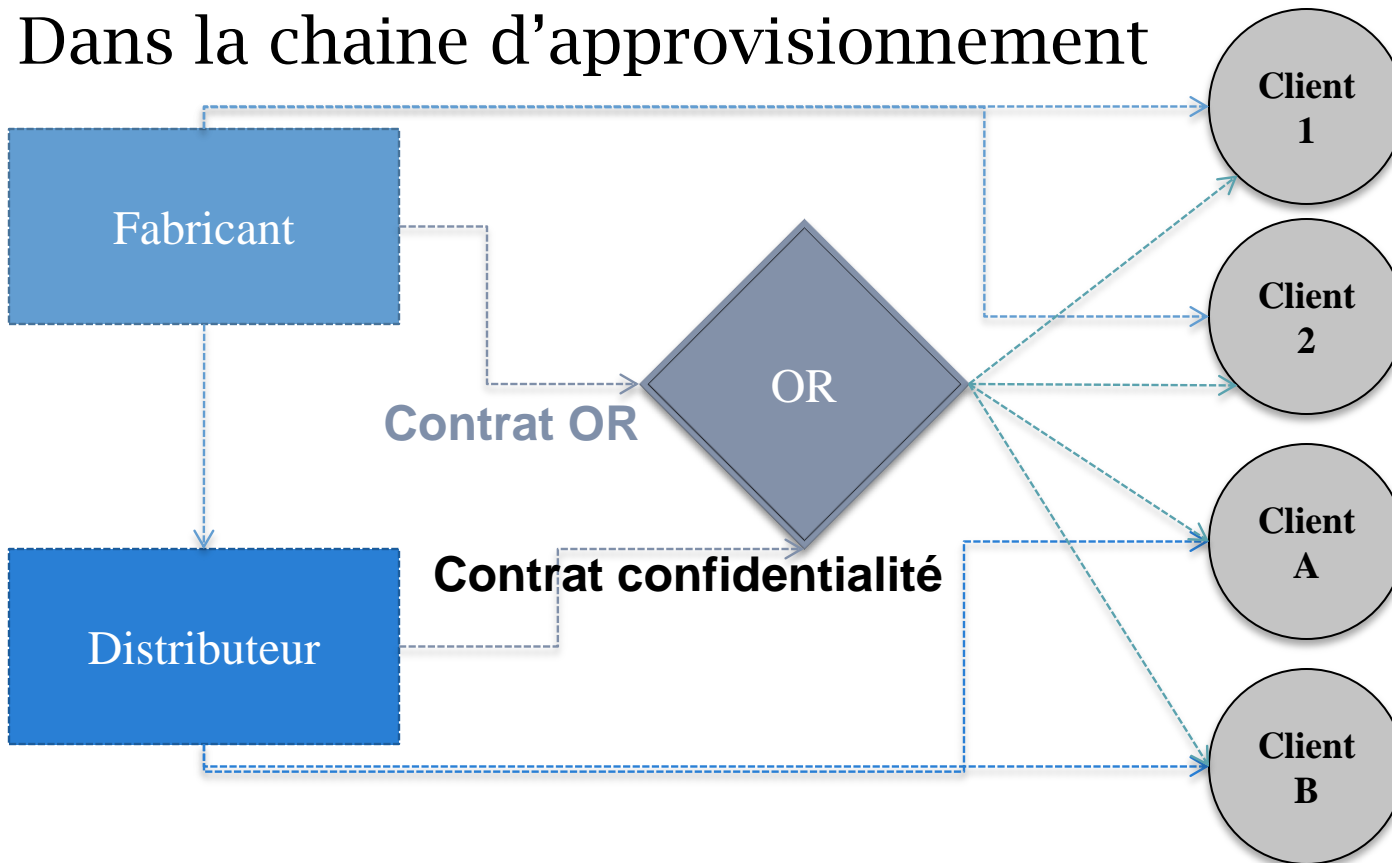 Dans la chaine d’approvisionnement
Client
1
Fabricant
Client
2
OR
Contrat OR
Client
A
Contrat confidentialité
Distributeur
Client
B